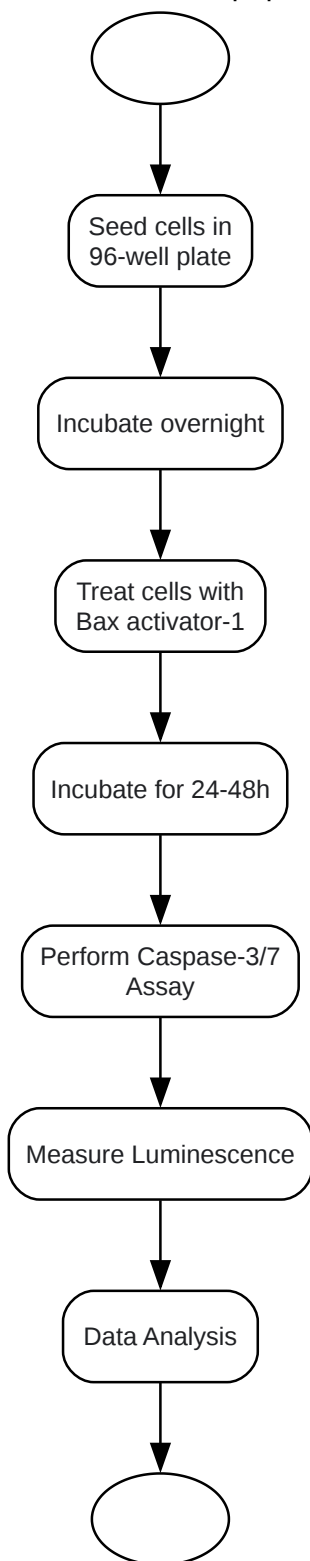 Seed cells in
96-well plate
Incubate overnight
Treat cells with
Bax activator-1
Incubate for 24-48h
Perform Caspase-3/7
Assay
Measure Luminescence
Data Analysis